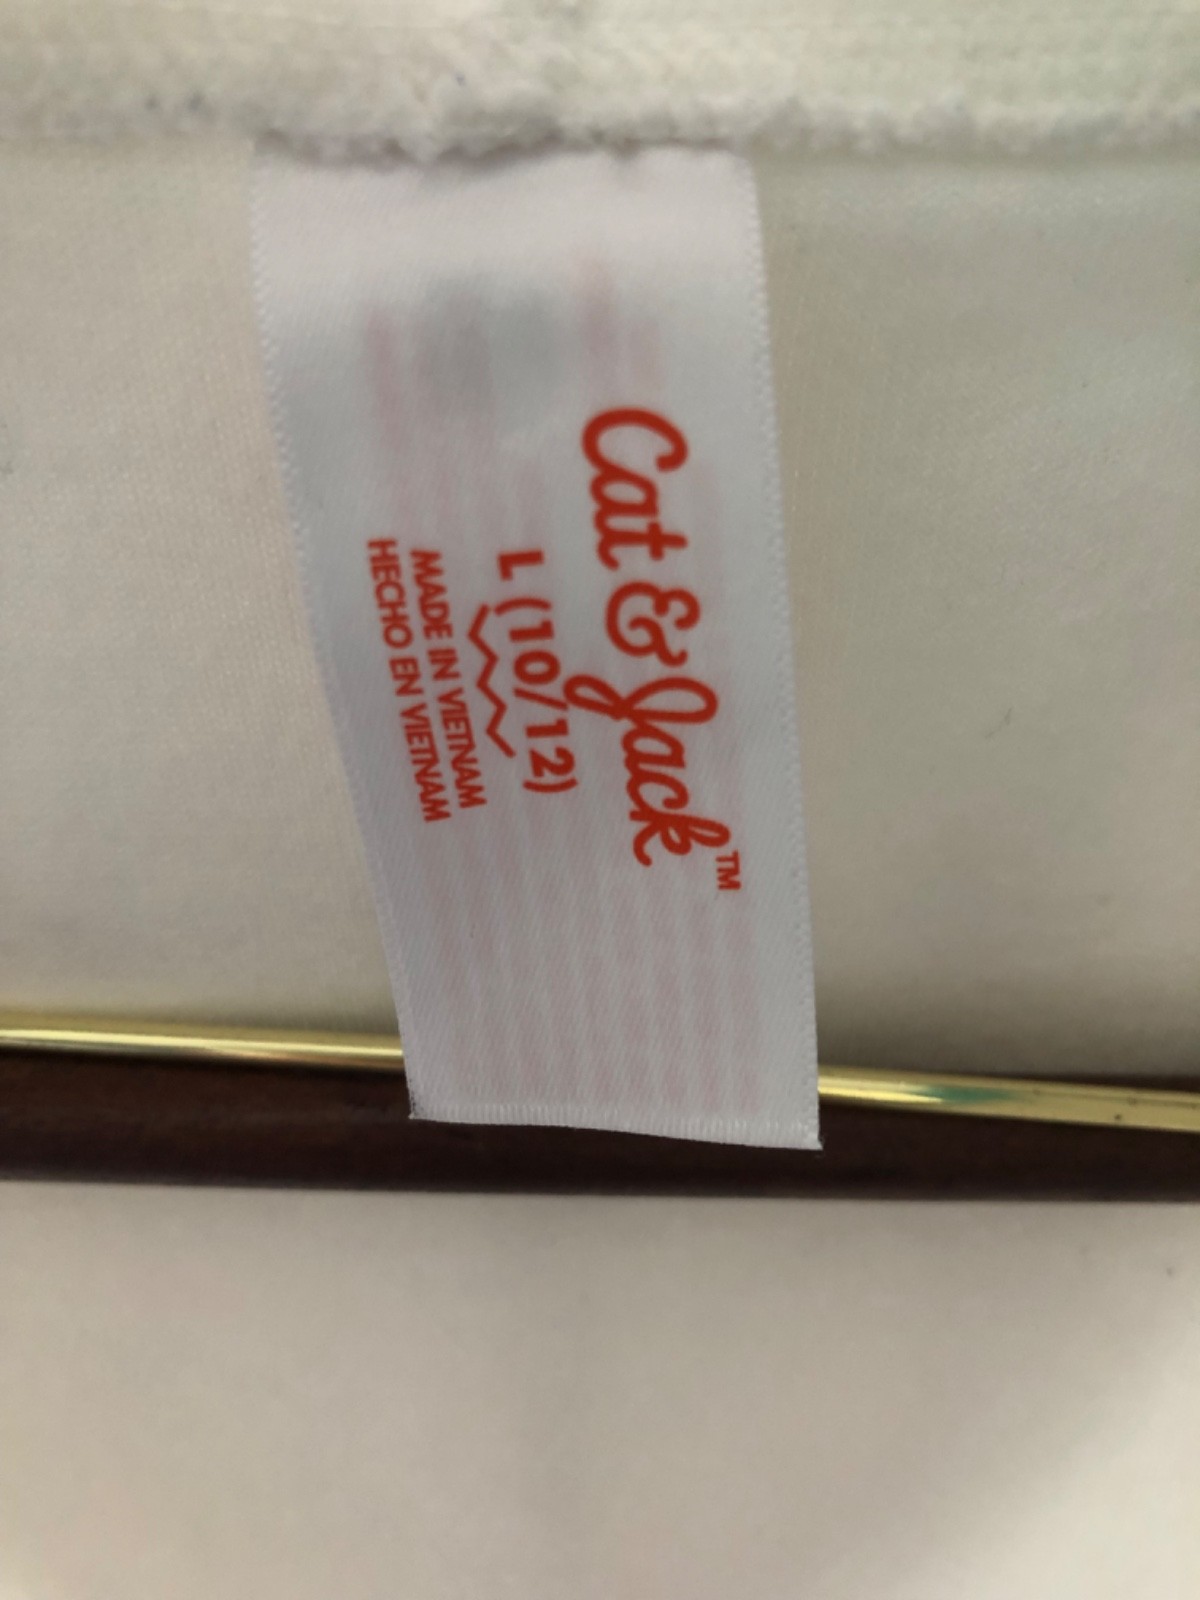 Cat & Jack™
L (10/12)
MADE IN VIETNAM
HECHO EN VIETNAM